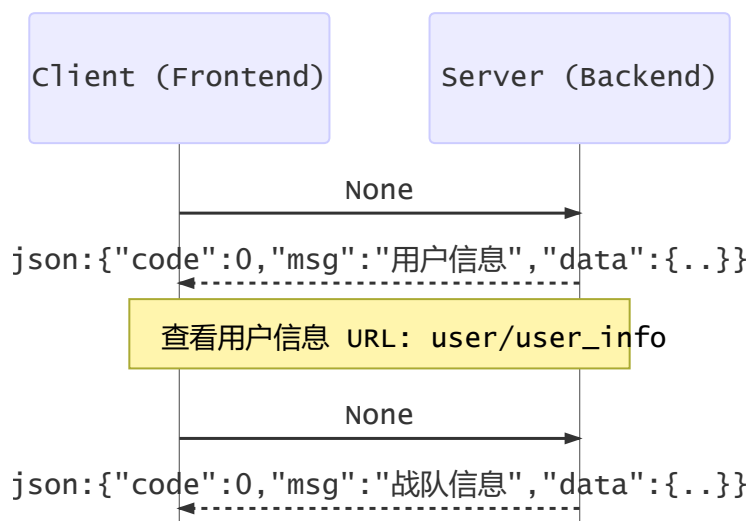 Client (Frontend)
Server (Backend)
None
json:{"code":0,"msg":"用户信息","data":{..}}
查看用户信息 URL: user/user_info
None
json:{"code":0,"msg":"战队信息","data":{..}}